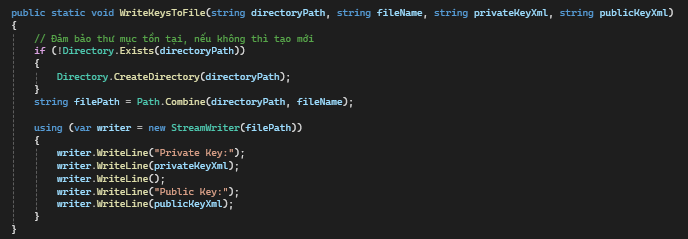 public static void WriteKeysToFile(string directoryPath, string fileName, string privateKeyXml, string publicKeyXml)
{
// Đảm bảo thư mục tồn tại, nếu không thì tạo mới
if (!Directory.Exists(directoryPath))
{
Directory.CreateDirectory(directoryPath);
}
string filePath = Path.Combine(directoryPath, fileName);
using (var writer = new StreamWriter(filePath))
{
writer.WriteLine("Private Key:");
writer.WriteLine(privateKeyXml);
writer.WriteLine();
writer.WriteLine("Public Key:");
writer.WriteLine(publicKeyXml);
}
}